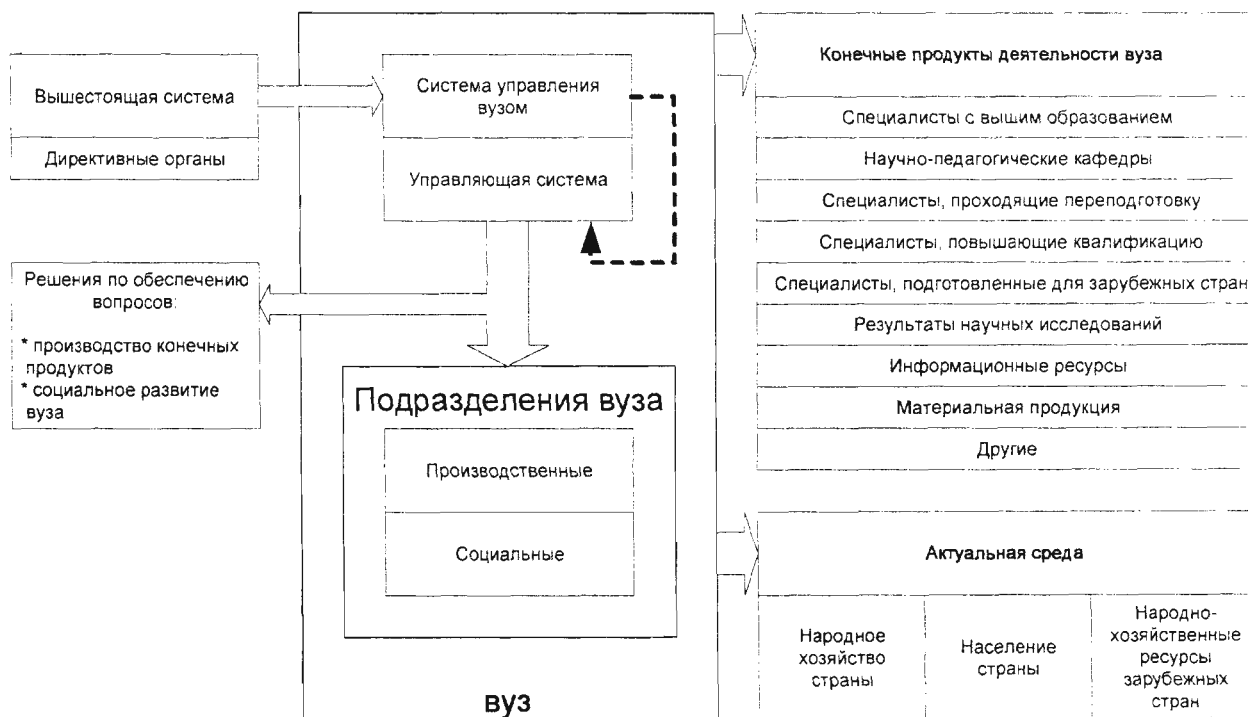 Вышестоящая система
Директивные органы
Решения по обеспечению
вопросов:
* производство конечных
продуктов
* социальное развитие
вуза
Система управления
вузом
Управляющая система
Подразделения вуза
Производственные
Социальные
вуз
Конечные продукты деятельности вуза
Специалисты с вышим образованием
Научно-педагогические кафедры
Специалисты, проходящие переподготовку
Специалисты, повышающие квалификацию
Специалисты, подготовленные для зарубежных стран
Результаты научных исследований
Информационные ресурсы
Материальная продукция
Другие
Актуальная среда
Народное
хозяйство
страны
Население
страны
Народно-
хозяйственные
ресурсы
зарубежных
стран